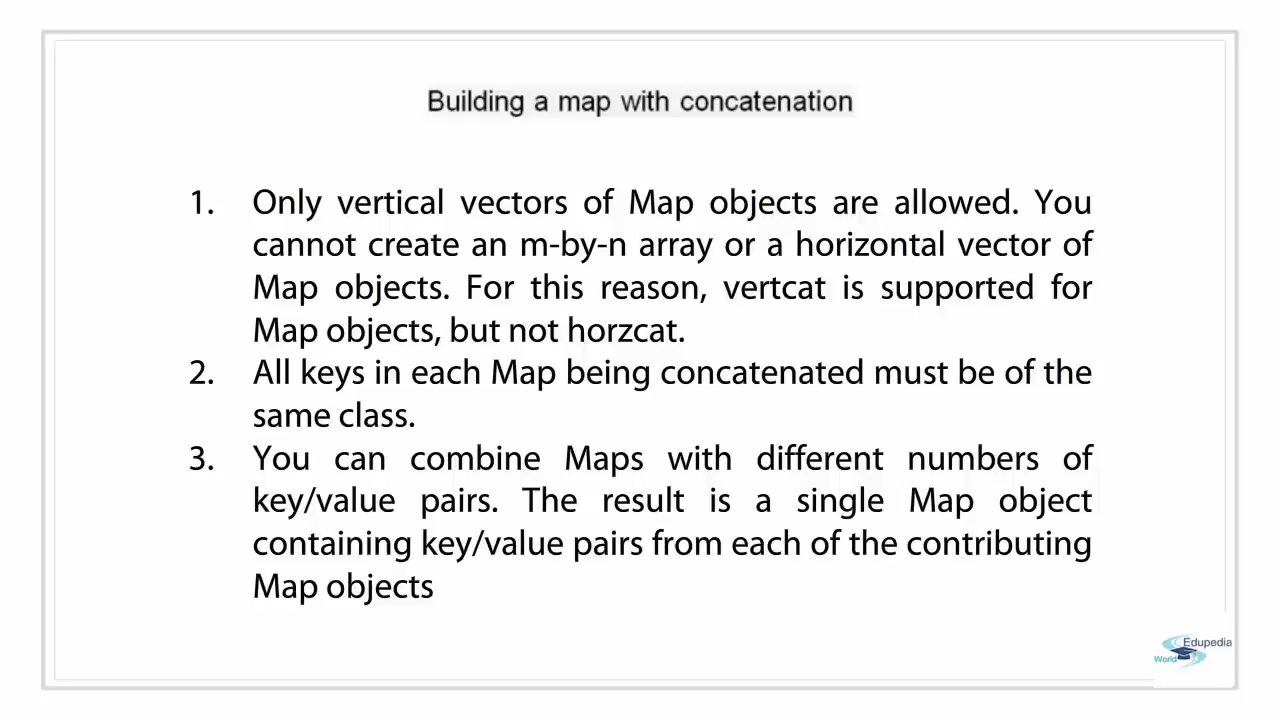 Building a map with concatenation
1. Only vertical vectors of Map objects are allowed. You
cannot create an m-by-n array or a horizontal vector of
Map objects. For this reason, vertcat is supported for
Map objects, but not horzcat.
2. All keys in each Map being concatenated must be of the
same class.
3. You can combine Maps with different numbers of
key/value pairs. The result is a single Map object
containing key/value pairs from each of the contributing
Map objects
Edupedia
World